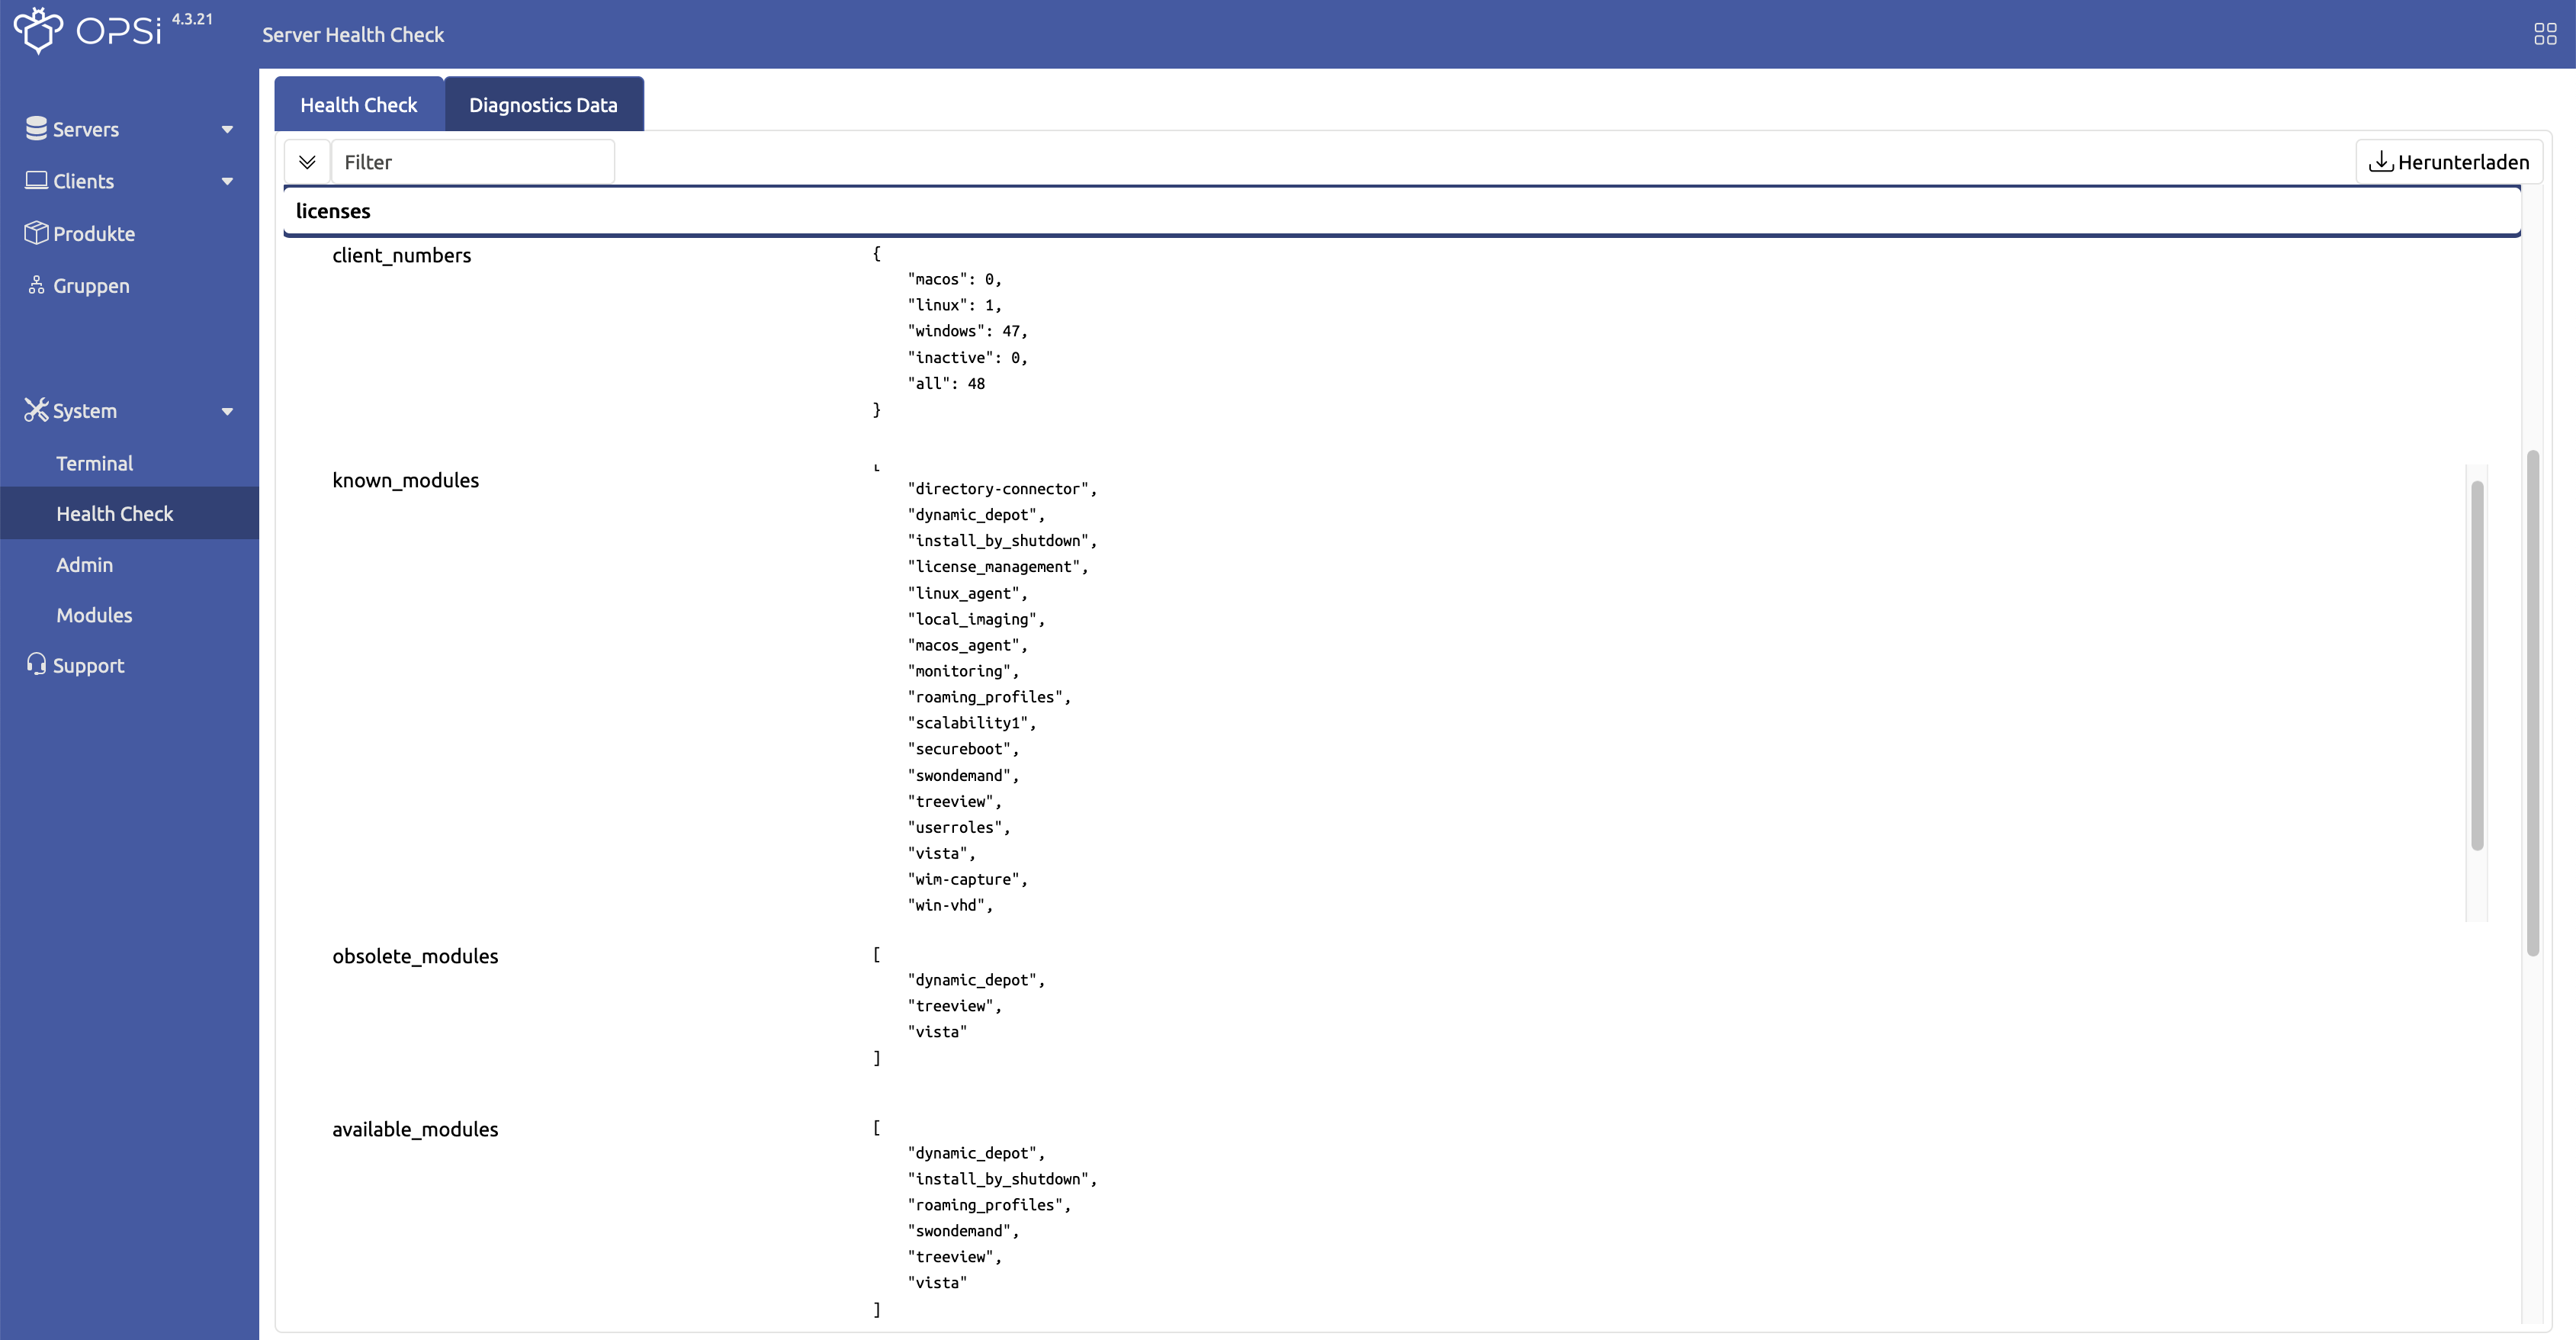 OPSi 4.3.21
Server Health Check
Servers
Clients
Produkte
Gruppen
System
Terminal
Health Check
Admin
Modules
Support
Health Check
Diagnostics Data
Filter
Herunterladen
licenses
client_numbers
{
"macos": 0,
"linux": 1,
"windows": 47,
"inactive": 0,
"all": 48
}
known_modules
[
"directory-connector",
"dynamic_depot",
"install_by_shutdown",
"license_management",
"linux_agent",
"local_imaging",
"macos_agent",
"monitoring",
"roaming_profiles",
"scalability1",
"secureboot",
"swondemand",
"treeview",
"userroles",
"vista",
"wim-capture",
"win-vhd",
obsolete_modules
[
"dynamic_depot",
"treeview",
"vista"
]
available_modules
[
"dynamic_depot",
"install_by_shutdown",
"roaming_profiles",
"swondemand",
"treeview",
"vista"
]